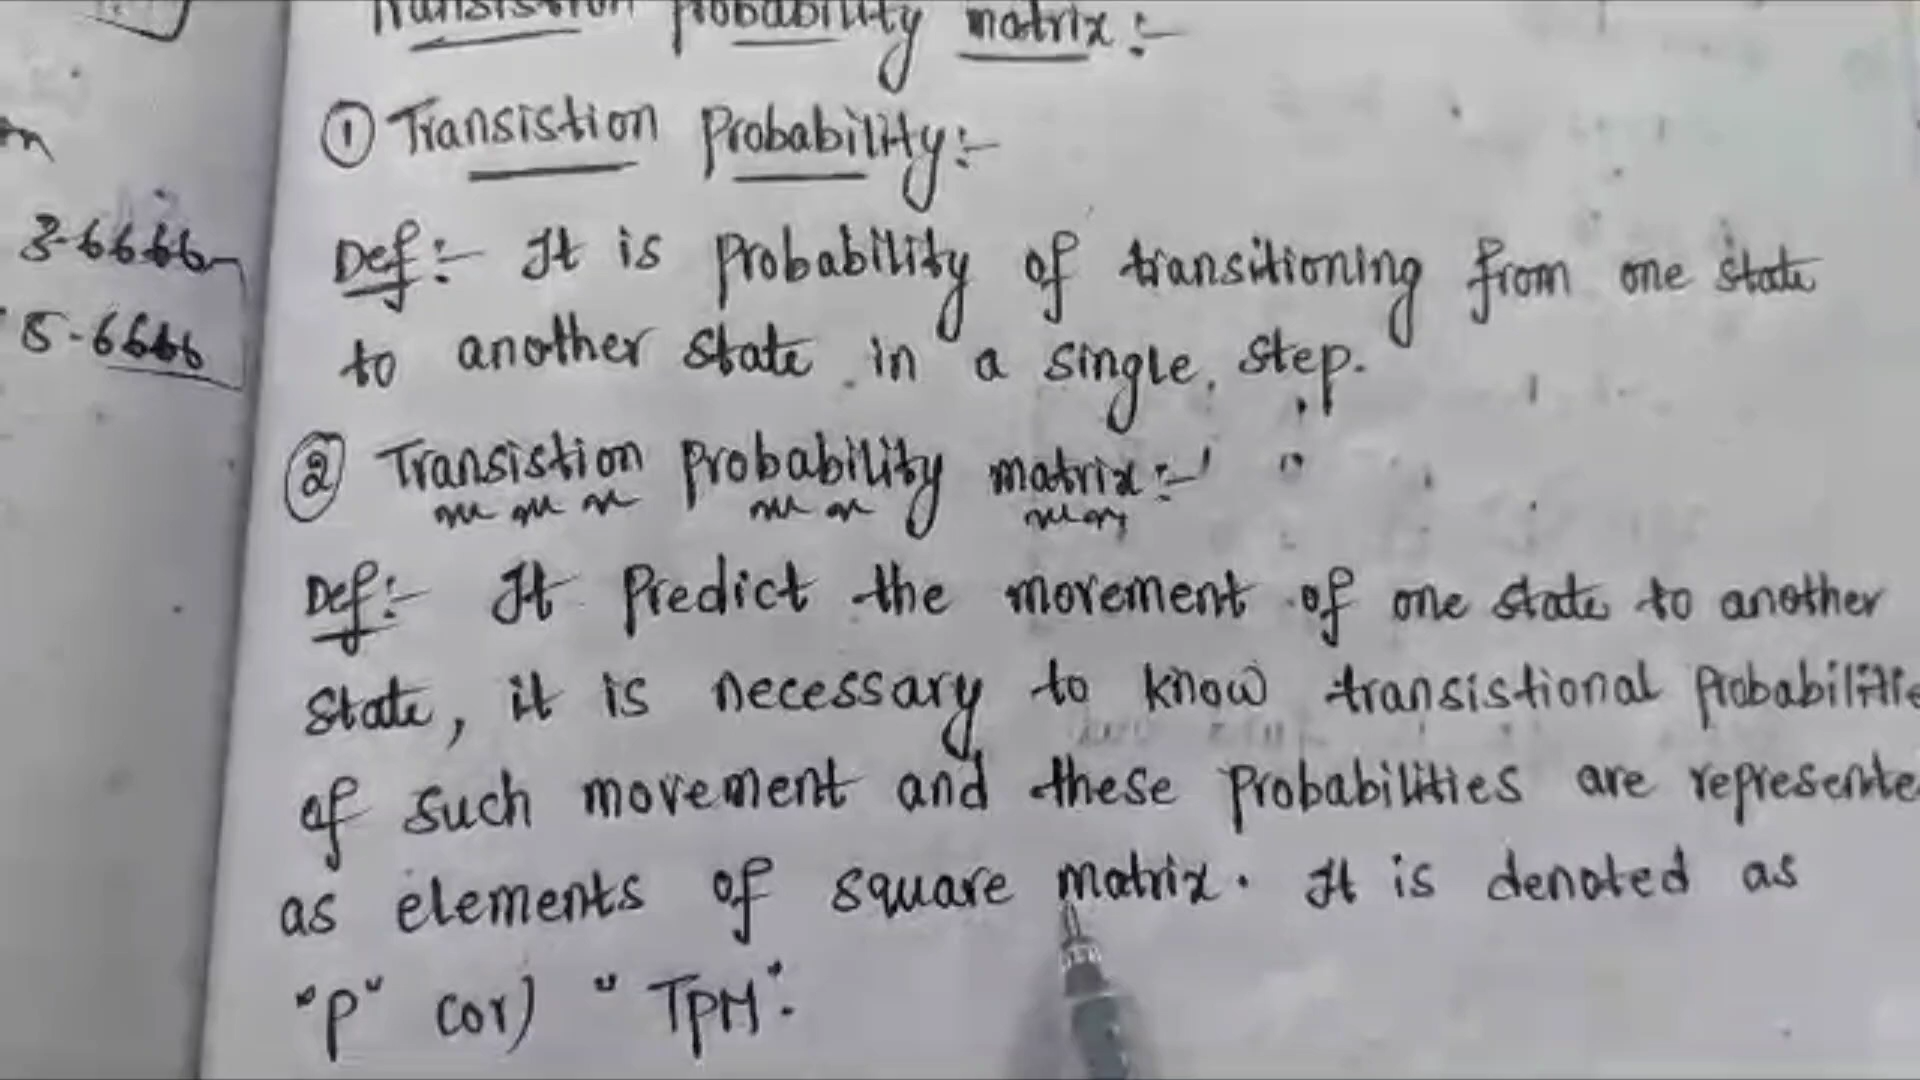 Transistion probability matrix :-
① Transistion Probability :-
Def :- It is probability of transitioning from one state
to another state in a single step.
② Transistion Probability matrix :-
Def :- It Predict the movement of one state to another
state, it is necessary to know transistional Probabilitie
of such movement and these Probabilities are represente
as elements of square matrix. It is denoted as
"P" (or) "TPM".
3-6666
5-6666